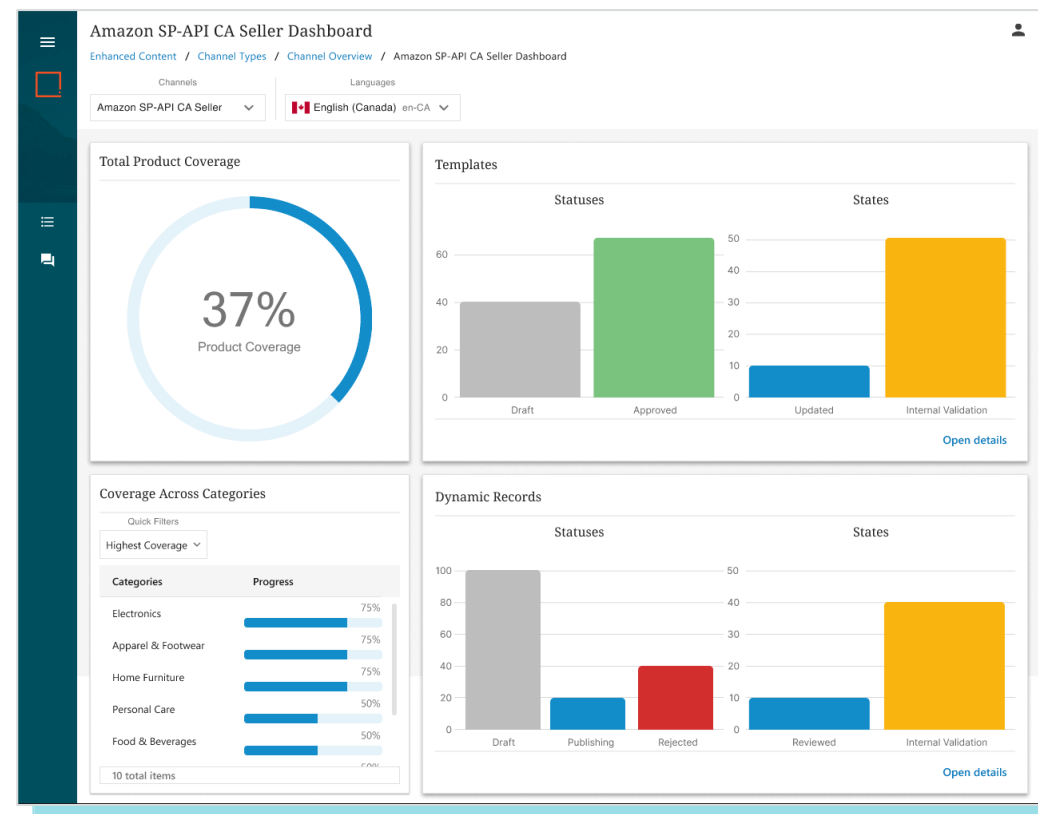 Amazon SP-API CA Seller Dashboard
Enhanced Content / Channel Types / Channel Overview / Amazon SP-API CA Seller Dashboard
Channels
Languages
Amazon SP-API CA Seller
English (Canada) en-CA
Total Product Coverage
37%
Product Coverage
Templates
Statuses
60
40
20
0
Draft
Approved
States
50
40
30
20
10
0
Updated
Internal Validation
Open details
Coverage Across Categories
Quick Filters
Highest Coverage
Categories Progress
Electronics 75%
Apparel & Footwear 75%
Home Furniture 75%
Personal Care 50%
Food & Beverages 50%
50%
10 total items
Dynamic Records
Statuses
100
80
60
40
20
0
Draft
Publishing
Rejected
States
50
40
30
20
10
0
Reviewed
Internal Validation
Open details